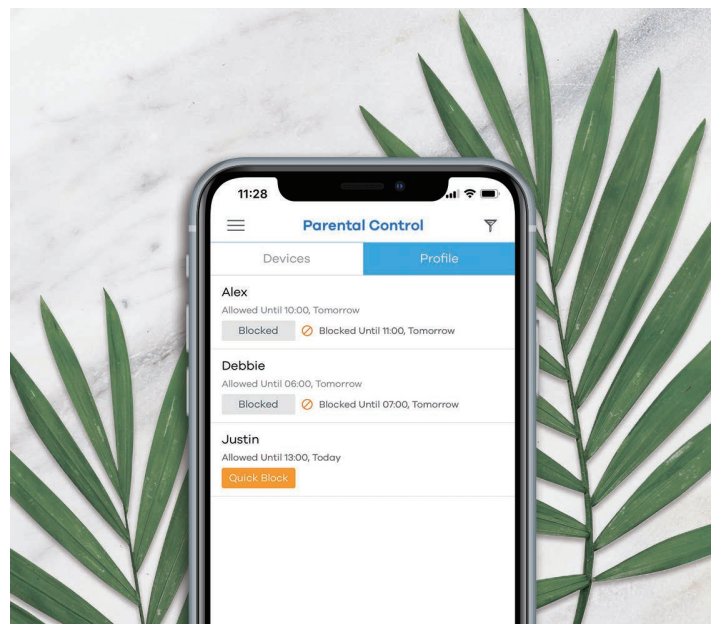 11:28
Parental Control
Devices Profile
Alex
Allowed Until 10:00, Tomorrow
Blocked Blocked Until 11:00, Tomorrow
Debbie
Allowed Until 06:00, Tomorrow
Blocked Blocked Until 07:00, Tomorrow
Justin
Allowed Until 13:00, Today
Quick Block